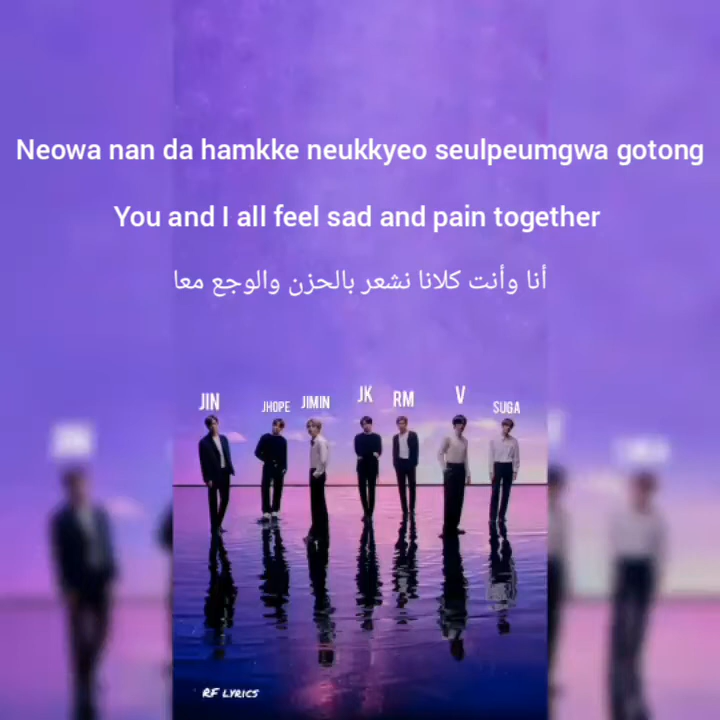 Neowa nan da hamkke neukkyeo seulpeumgwa gotong
You and I all feel sad and pain together
أنا وأنت كلانا نشعر بالحزن والوجع معا
JIN JHOPE JIMIN JK RM V SUGA
RF LYRICS